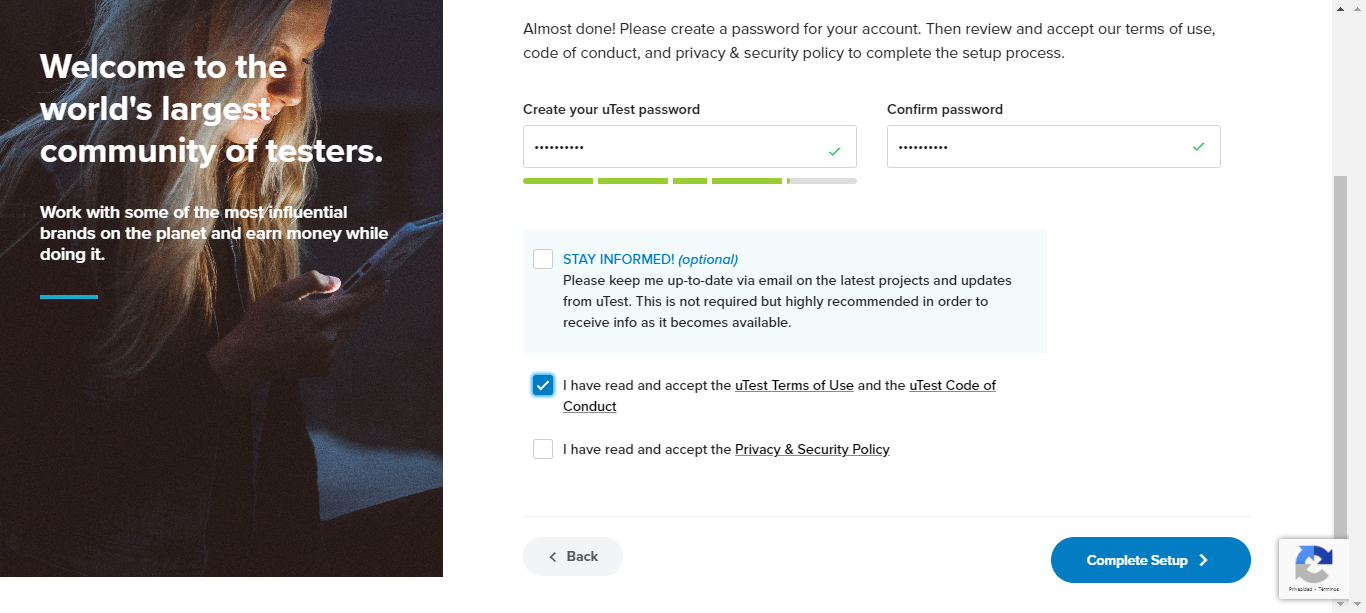 Welcome to the
world's largest
community of testers.
Work with some of the most influential
brands on the planet and earn money while
doing it.
Almost done! Please create a password for your account. Then review and accept our terms of use,
code of conduct, and privacy & security policy to complete the setup process.
Create your uTest password
Confirm password
••••••••••
••••••••••
STAY INFORMED! (optional)
Please keep me up-to-date via email on the latest projects and updates
from uTest. This is not required but highly recommended in order to
receive info as it becomes available.
I have read and accept the uTest Terms of Use and the uTest Code of
Conduct
I have read and accept the Privacy & Security Policy
Back
Complete Setup
Privacidad - Términos